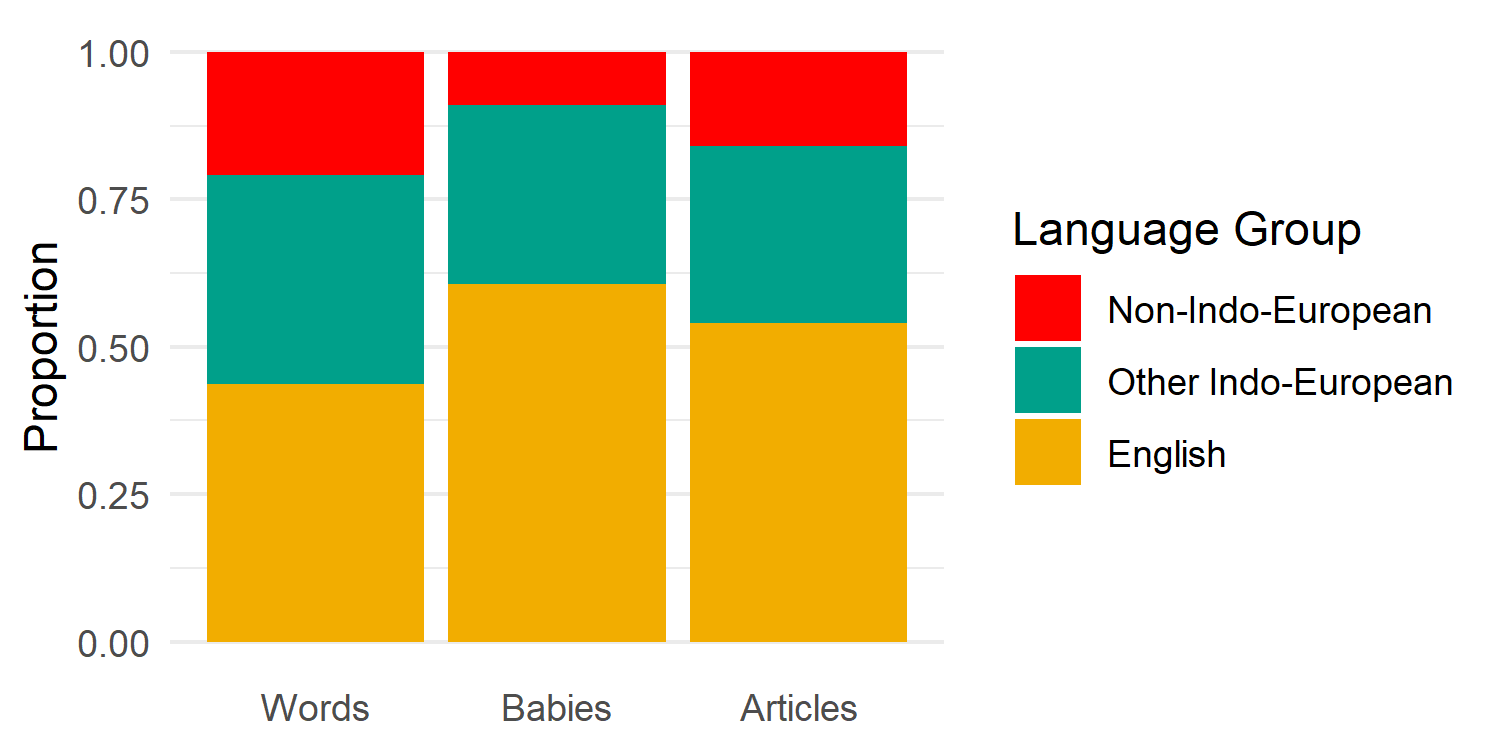 Proportion
1.00
0.75
0.50
0.25
0.00
Words
Babies
Articles
Language Group
Non-Indo-European
Other Indo-European
English